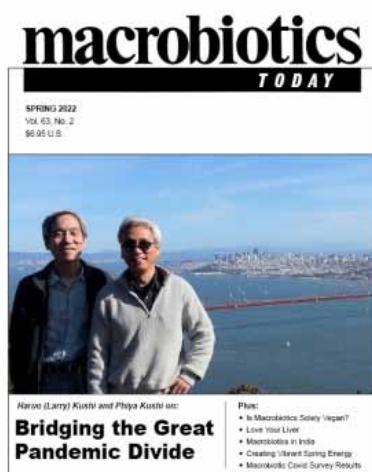 macrobiotics
TODAY
SPRING 2022
Vol. 63, No. 2
$6.95 U.S.
Haruo (Larry) Kushi and Phiya Kushi on:
Bridging the Great
Pandemic Divide
Plus:
• Is Macrobiotics Solely Vegan?
• Love Your Liver
• Macrobiotics in India
• Creating Vibrant Spring Energy
• Macrobiotic Covid Survey Results